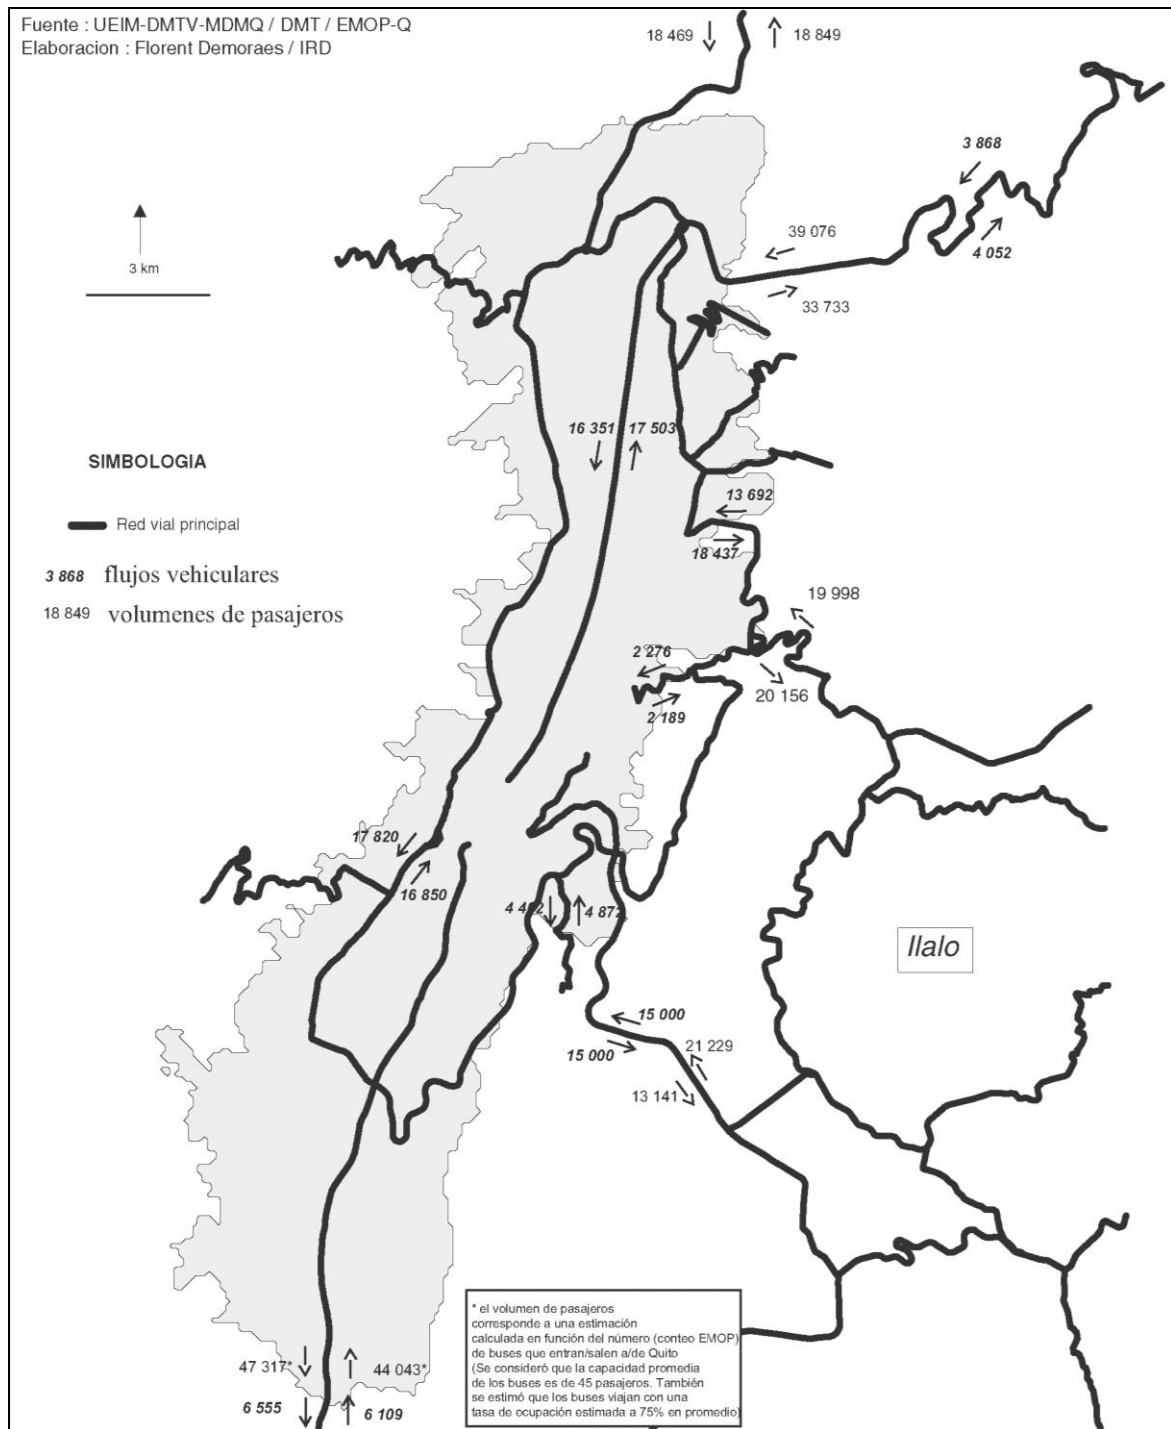 Fuente : UEIM-DMTV-MDMQ / DMT / EMOP-Q
Elaboracion : Florent Demoraes / IRD
18 469
18 849
3 868
39 076
4 052
3 km
33 733
16 351
17 503
SIMBOLOGIA
13 692
Red vial principal
18 437
3 868 flujos vehiculares
19 998
18 849 volumenes de pasajeros
2 276
20 156
2 189
17 820
16 850
4 872
Ilalo
15 000
15 000
21 229
13 141
* el volumen de pasajeros
corresponde a una estimación
calculada en función del número (conteo EMOP)
de buses que entran/salen a/de Quito
(Se consideró que la capacidad promedia
de los buses es de 45 pasajeros. También
se estimó que los buses viajan con una
tasa de ocupación estimada a 75% en promedio)
47 317*
44 043*
6 555
6 109